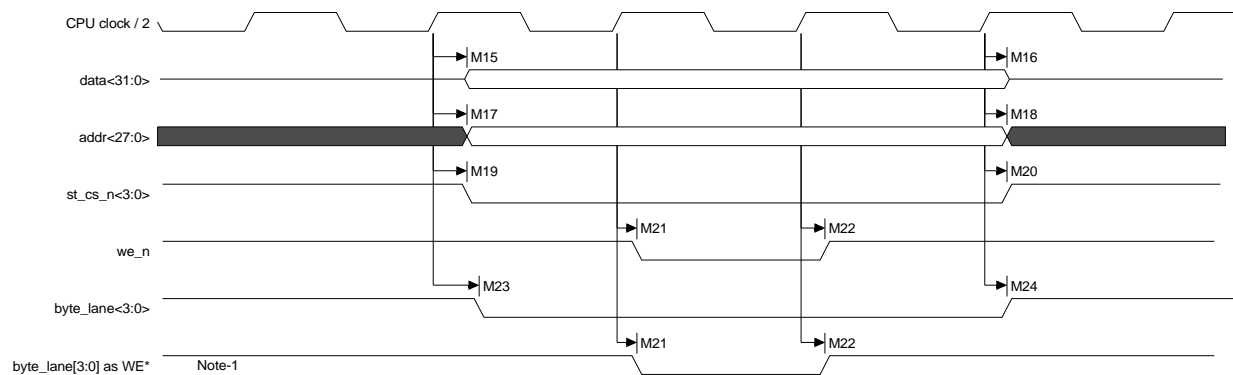 CPU clock / 2
M15 M16
data<31:0>
M17 M18
addr<27:0>
M19 M20
st_cs_n<3:0>
M21 M22
we_n
M23 M24
byte_lane<3:0>
M21 M22
byte_lane[3:0] as WE* Note-1